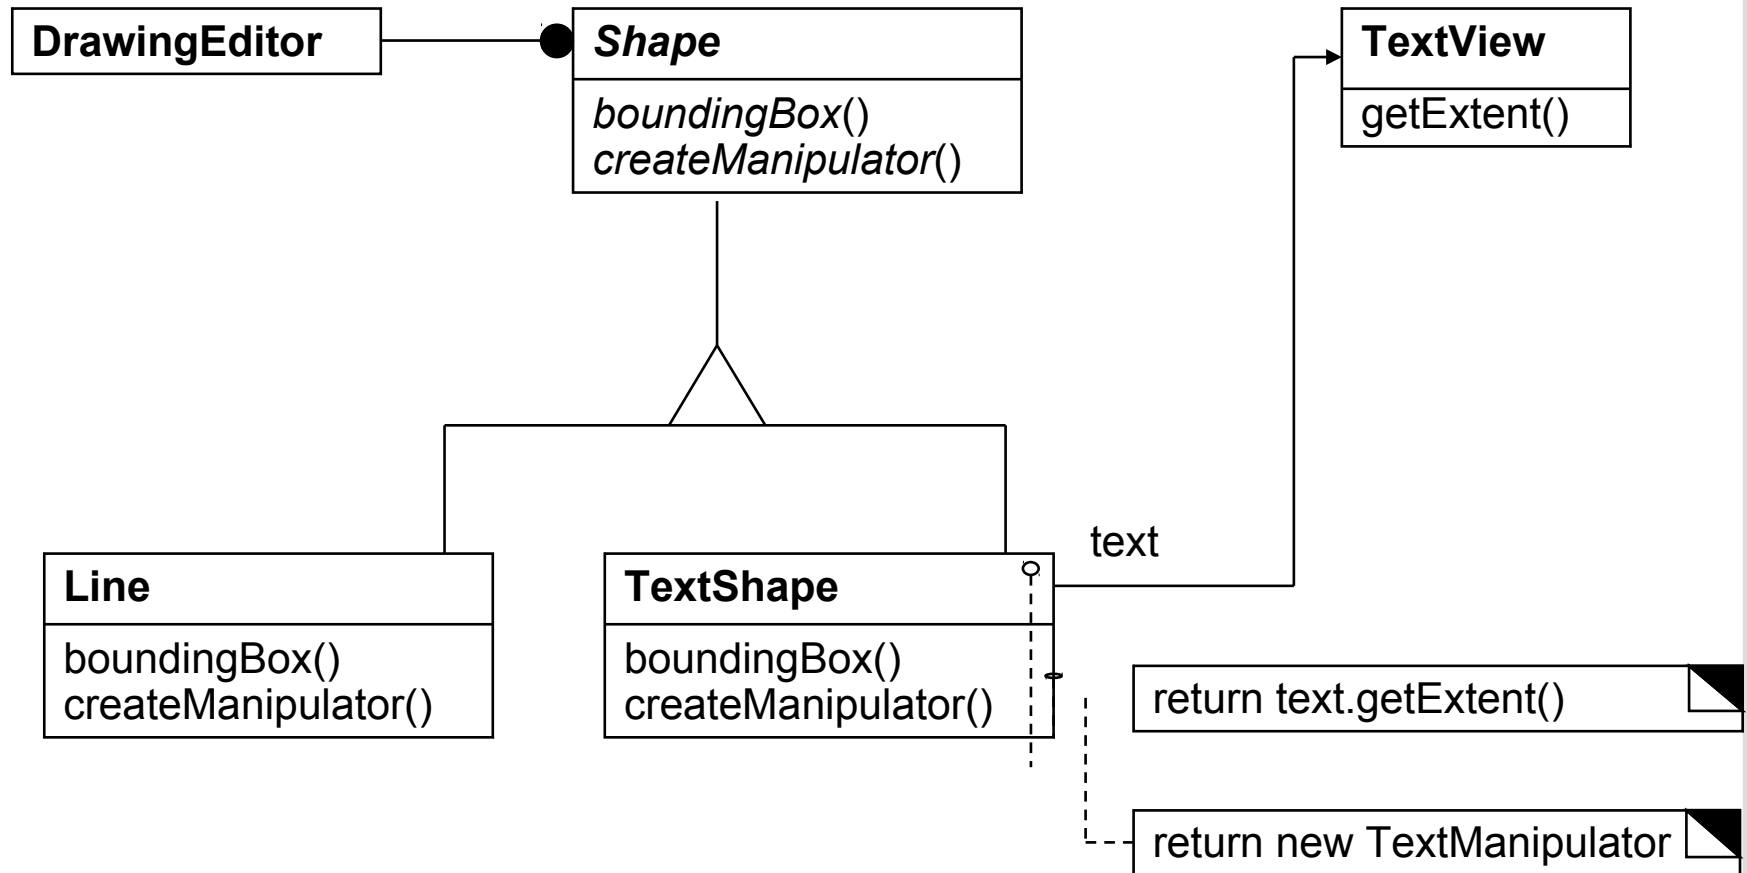 DrawingEditor
Shape
boundingBox()
createManipulator()
TextView
getExtent()
text
Line
boundingBox()
createManipulator()
TextShape
boundingBox()
createManipulator()
return text.getExtent()
return new TextManipulator